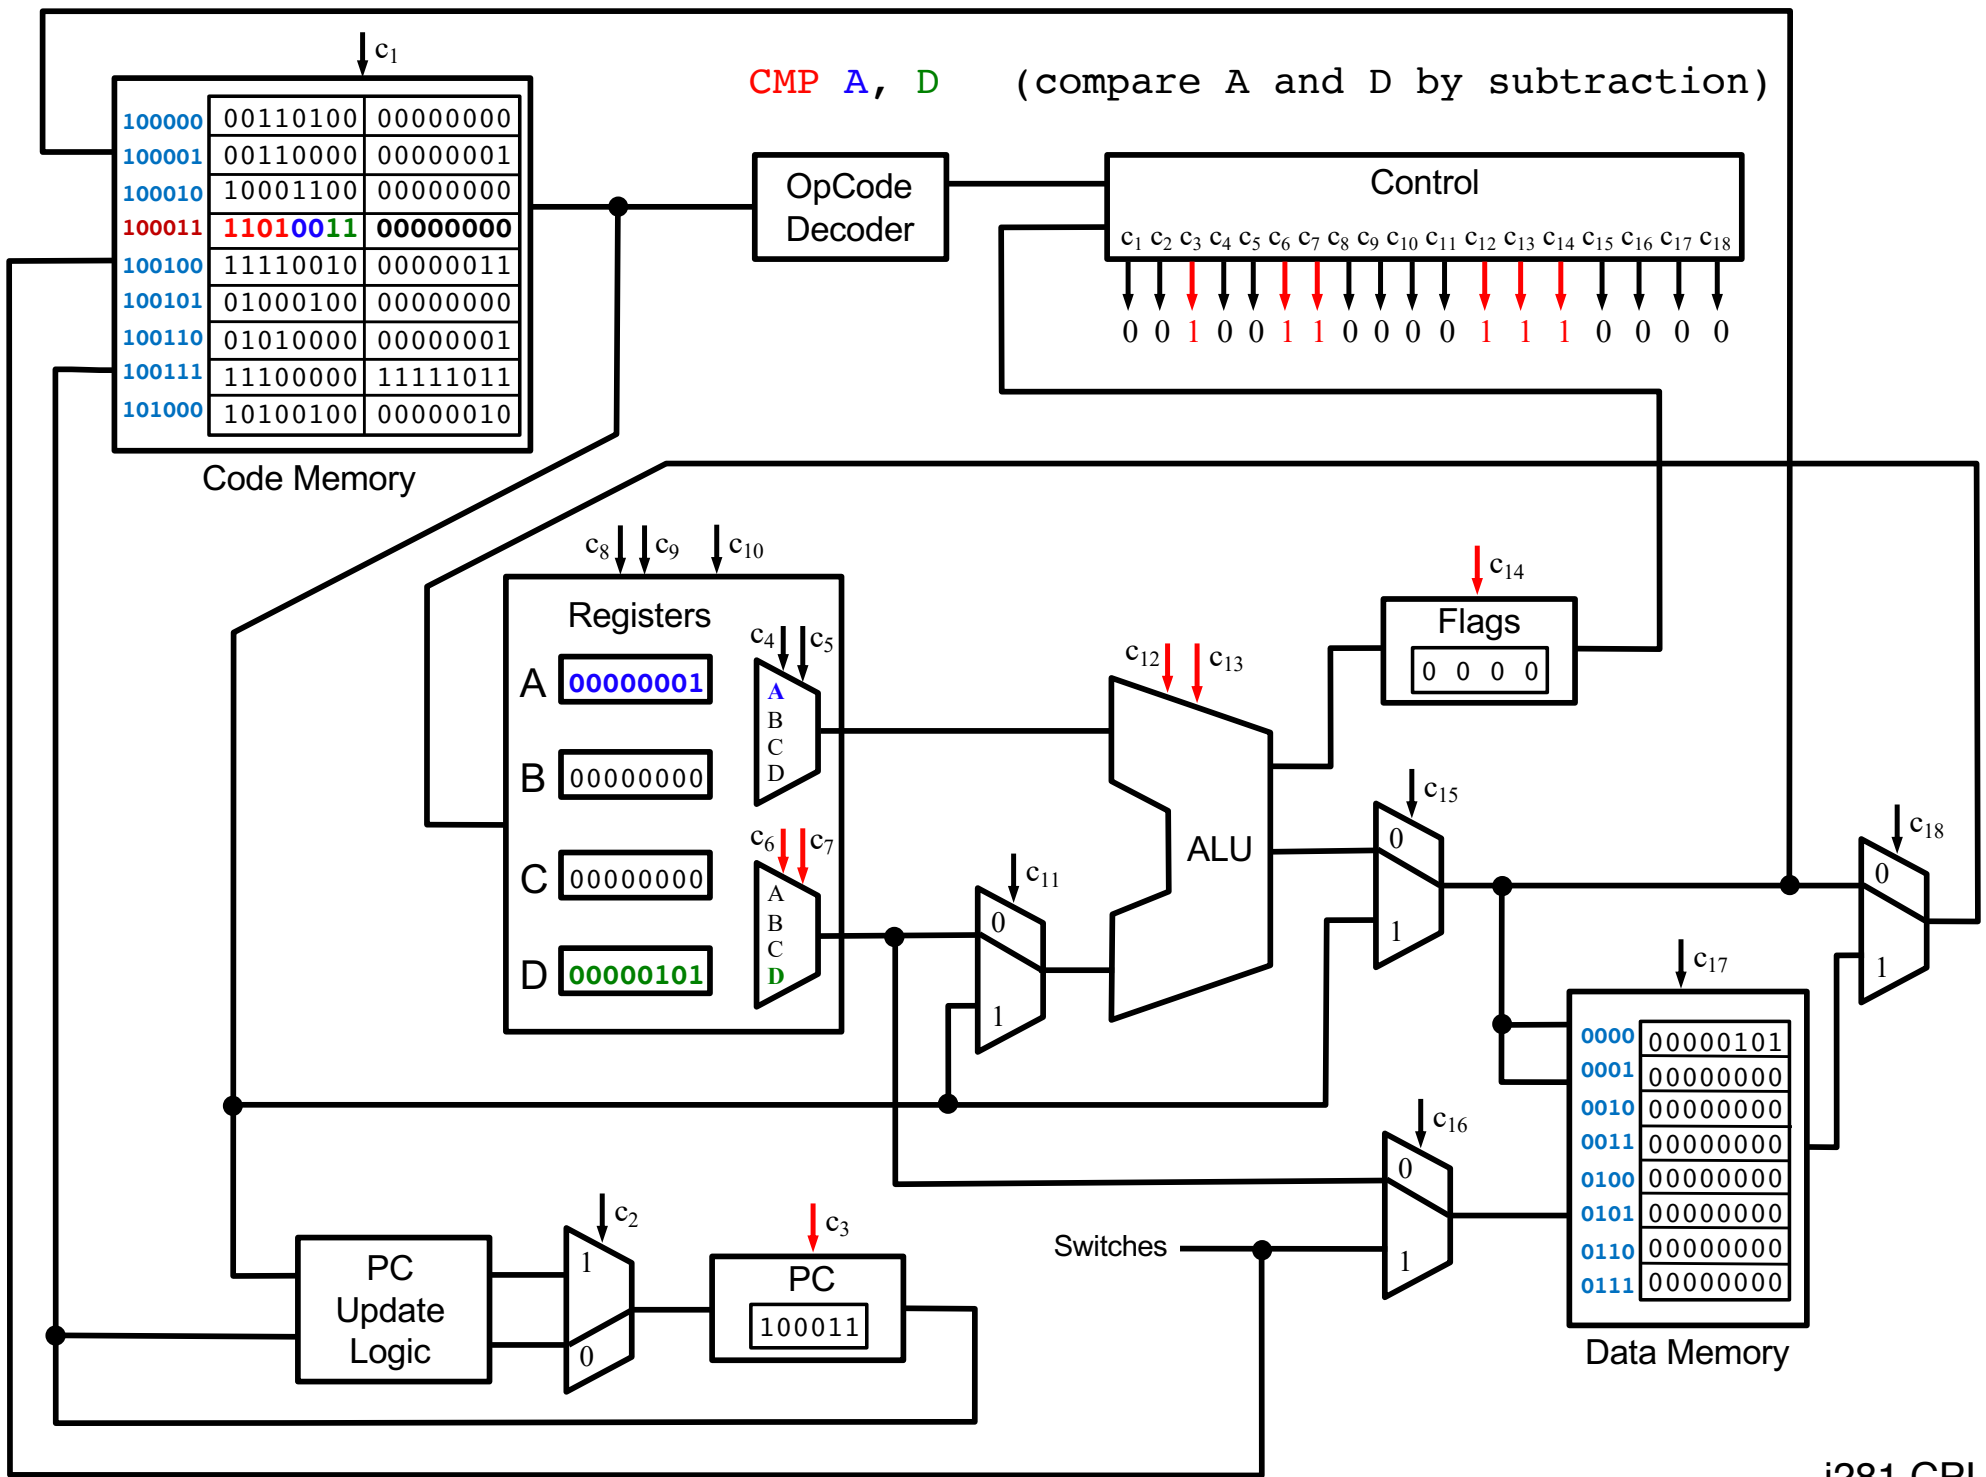 c1
CMP A, D (compare A and D by subtraction)
100000 00110100 00000000
100001 00110000 00000001
100010 10001100 00000000
100011 11010011 00000000
100100 11110010 00000011
100101 01000100 00000000
100110 01010000 00000001
100111 11100000 11111011
101000 10100100 00000010
Code Memory
OpCode
Decoder
Control
c1 c2 c3 c4 c5 c6 c7 c8 c9 c10 c11 c12 c13 c14 c15 c16 c17 c18
0 0 1 0 0 1 1 0 0 0 0 1 1 1 0 0 0 0
c8 c9 c10
Registers
A 00000001
B 00000000
C 00000000
D 00000101
c4 c5
A
B
C
D
c6 c7
A
B
C
D
c11
0
1
c12 c13
ALU
c14
Flags
0 0 0 0
c15
0
1
c18
0
1
c16
0
1
Switches
c17
0000 00000101
0001 00000000
0010 00000000
0011 00000000
0100 00000000
0101 00000000
0110 00000000
0111 00000000
Data Memory
PC
Update
Logic
c2
1
0
c3
PC
100011
i281 CPU